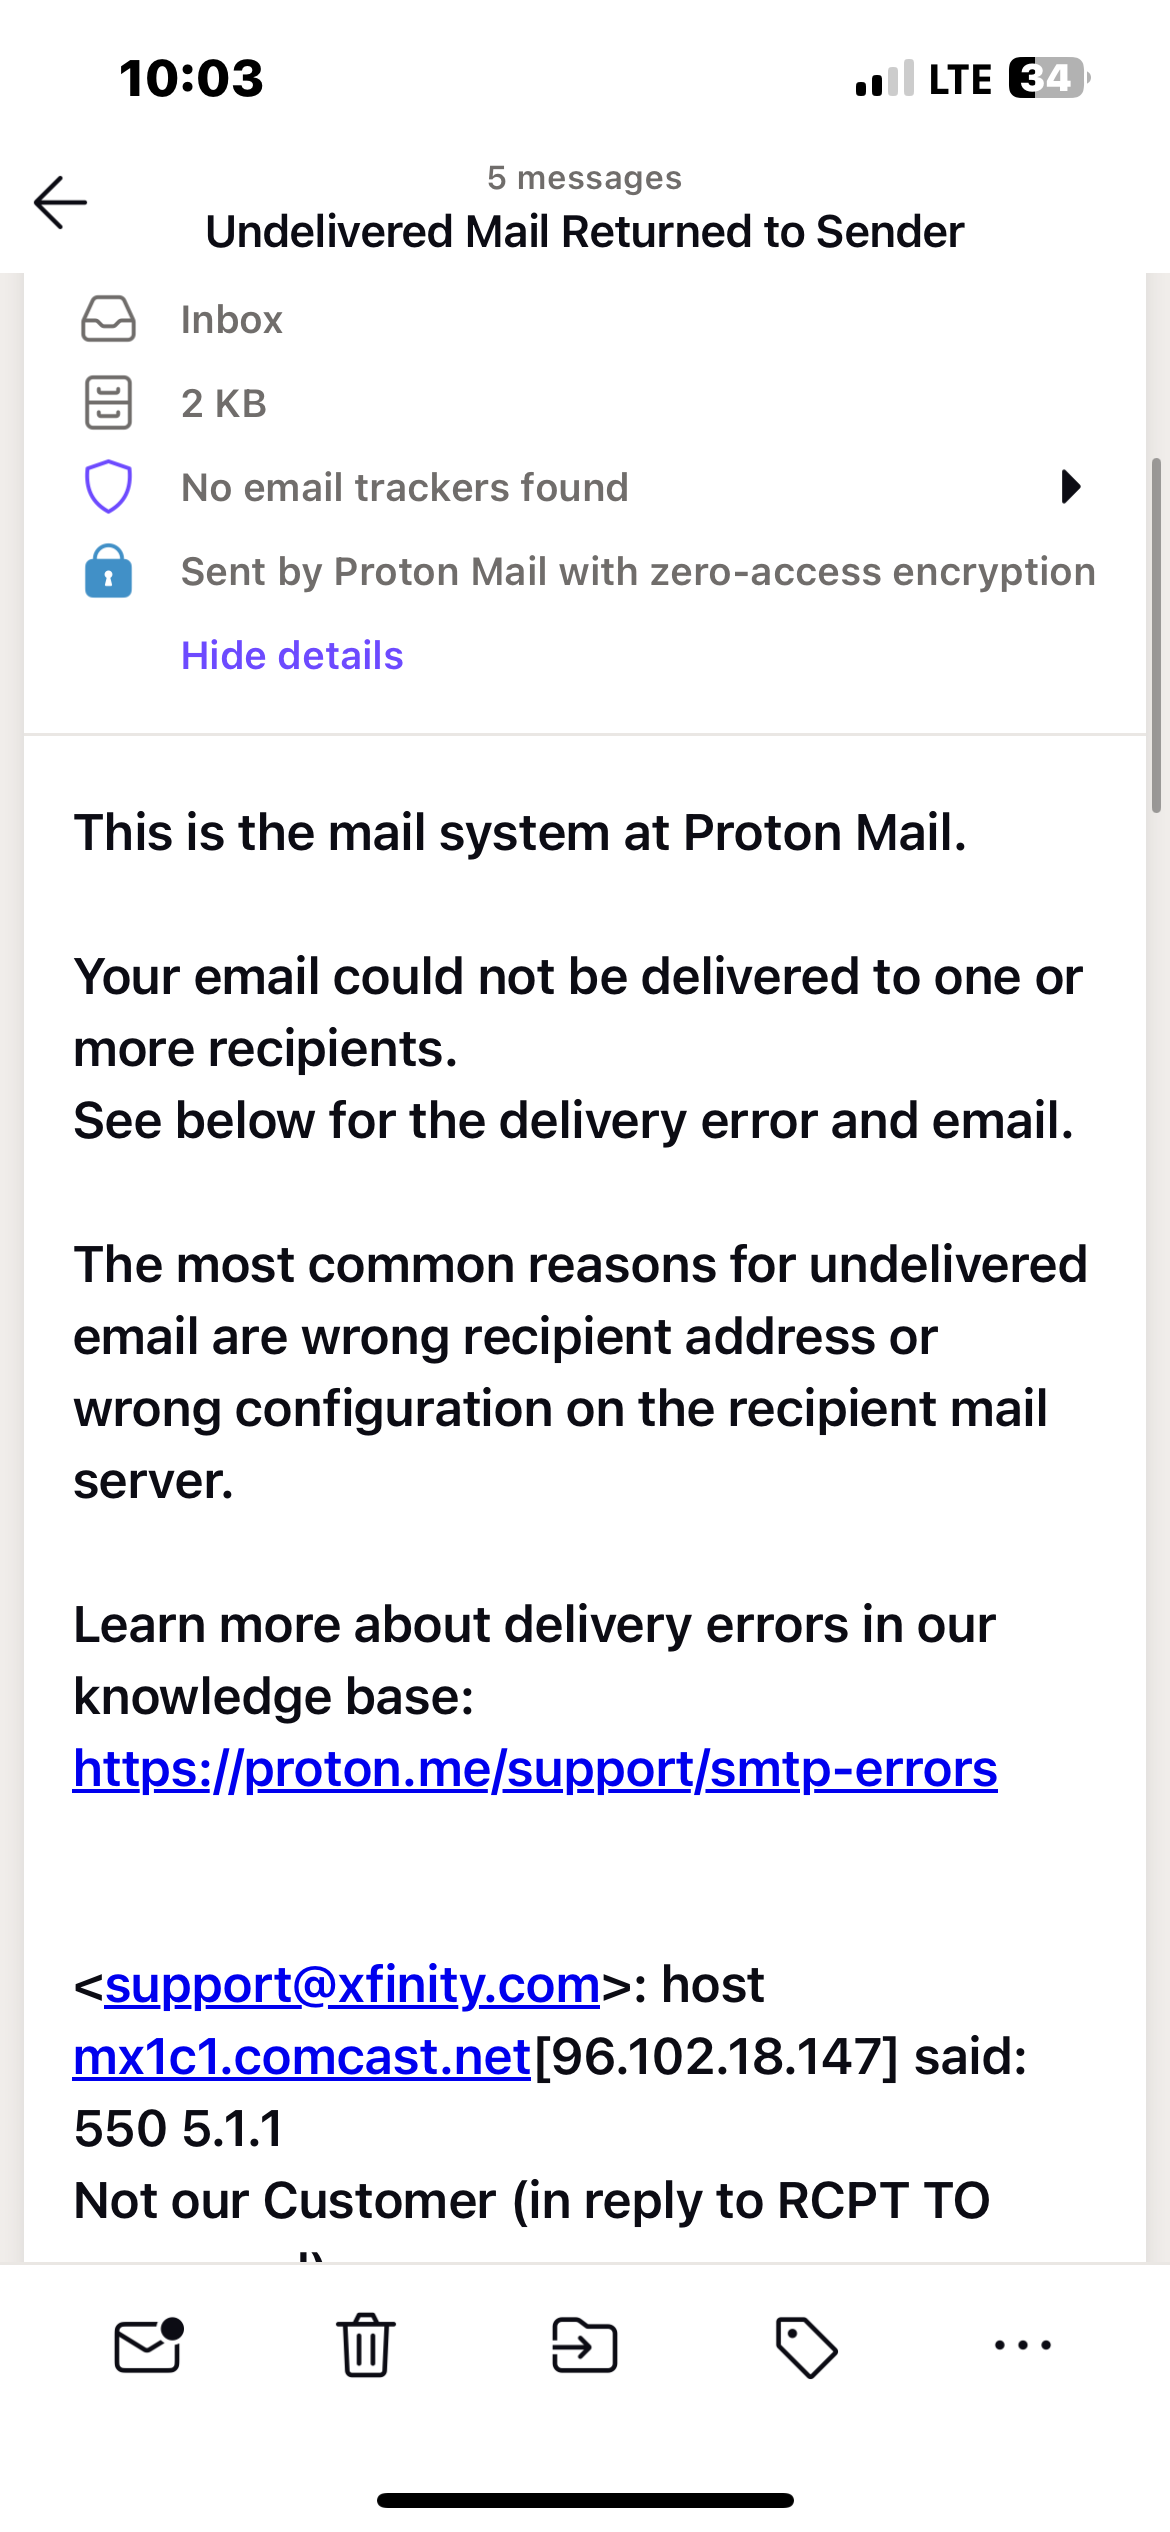 10:03
LTE 34
5 messages
Undelivered Mail Returned to Sender
Inbox
2 KB
No email trackers found
Sent by Proton Mail with zero-access encryption
Hide details
This is the mail system at Proton Mail.
Your email could not be delivered to one or
more recipients.
See below for the delivery error and email.
The most common reasons for undelivered
email are wrong recipient address or
wrong configuration on the recipient mail
server.
Learn more about delivery errors in our
knowledge base:
https://proton.me/support/smtp-errors
<support@xfinity.com>: host
mx1c1.comcast.net[96.102.18.147] said:
550 5.1.1
Not our Customer (in reply to RCPT TO